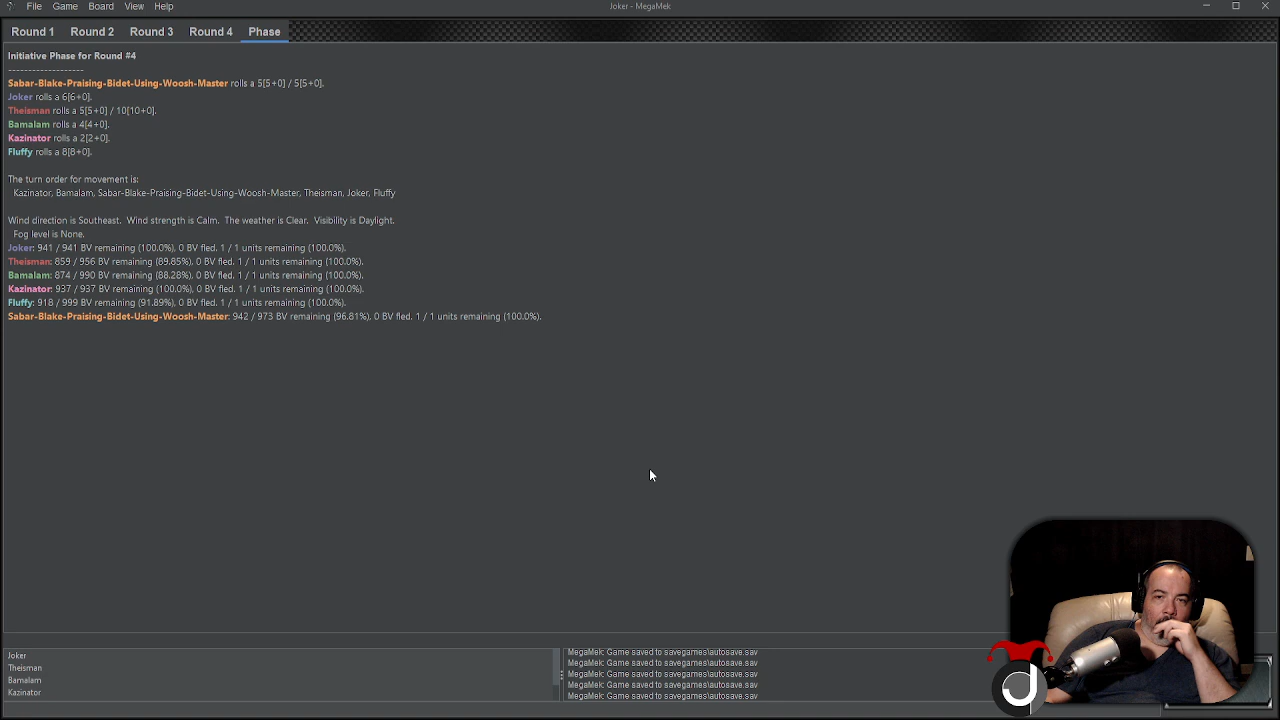 File Game Board View Help
Joker - MegaMek
Round 1 Round 2 Round 3 Round 4 Phase
Initiative Phase for Round #4
------------------
Sabar-Blake-Praising-Bidet-Using-Woosh-Master rolls a 5[5+0] / 5[5+0].
Joker rolls a 6[6+0].
Theisman rolls a 5[5+0] / 10[10+0].
Bamalam rolls a 4[4+0].
Kazinator rolls a 2[2+0].
Fluffy rolls a 8[8+0].
The turn order for movement is:
Kazinator, Bamalam, Sabar-Blake-Praising-Bidet-Using-Woosh-Master, Theisman, Joker, Fluffy
Wind direction is Southeast. Wind strength is Calm. The weather is Clear. Visibility is Daylight.
Fog level is None.
Joker: 941 / 941 BV remaining (100.0%), 0 BV fled. 1 / 1 units remaining (100.0%).
Theisman: 859 / 956 BV remaining (89.85%), 0 BV fled. 1 / 1 units remaining (100.0%).
Bamalam: 874 / 990 BV remaining (88.28%), 0 BV fled. 1 / 1 units remaining (100.0%).
Kazinator: 937 / 937 BV remaining (100.0%), 0 BV fled. 1 / 1 units remaining (100.0%).
Fluffy: 918 / 999 BV remaining (91.89%), 0 BV fled. 1 / 1 units remaining (100.0%).
Sabar-Blake-Praising-Bidet-Using-Woosh-Master: 942 / 973 BV remaining (96.81%), 0 BV fled. 1 / 1 units remaining (100.0%).
Joker
Theisman
Bamalam
Kazinator
MegaMek: Game saved to savegames\autosave.sav
MegaMek: Game saved to savegames\autosave.sav
MegaMek: Game saved to savegames\autosave.sav
MegaMek: Game saved to savegames\autosave.sav
MegaMek: Game saved to savegames\autosave.sav